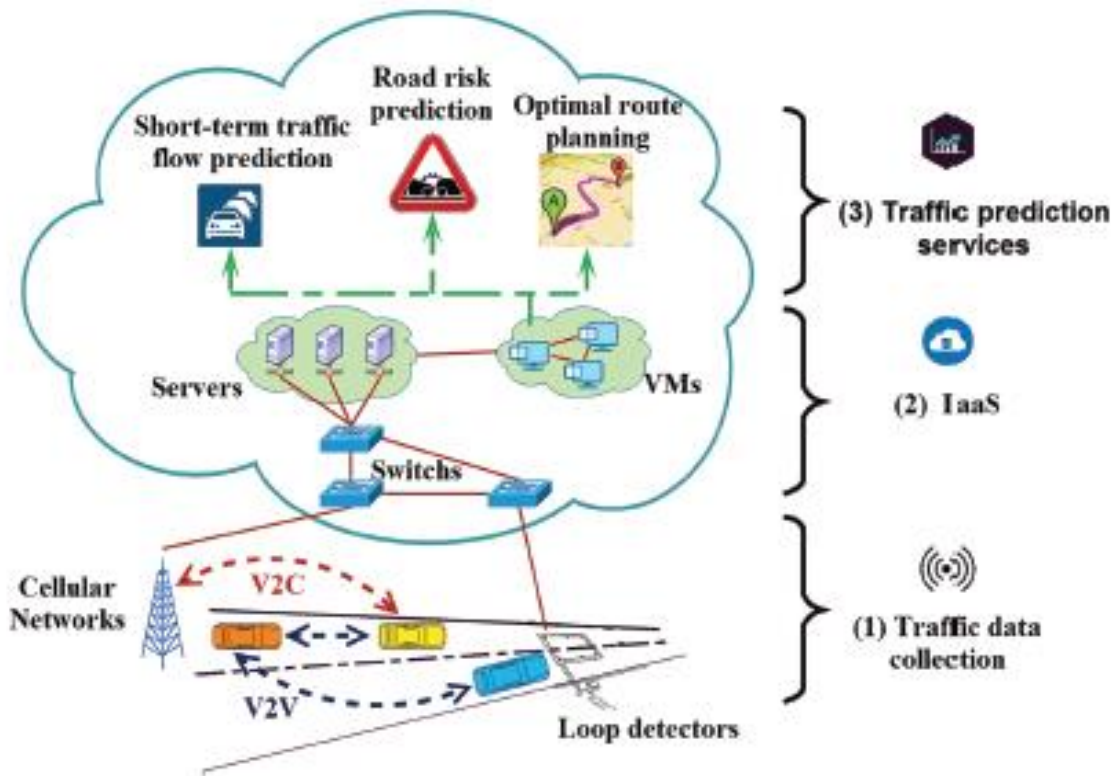 Road risk
prediction
Optimal route
planning
Short-term traffic
flow prediction
A
(3) Traffic prediction
services
Servers
VMs
(2) IaaS
Switchs
V2C
Cellular
Networks
V2V
Loop detectors
(1) Traffic data
collection